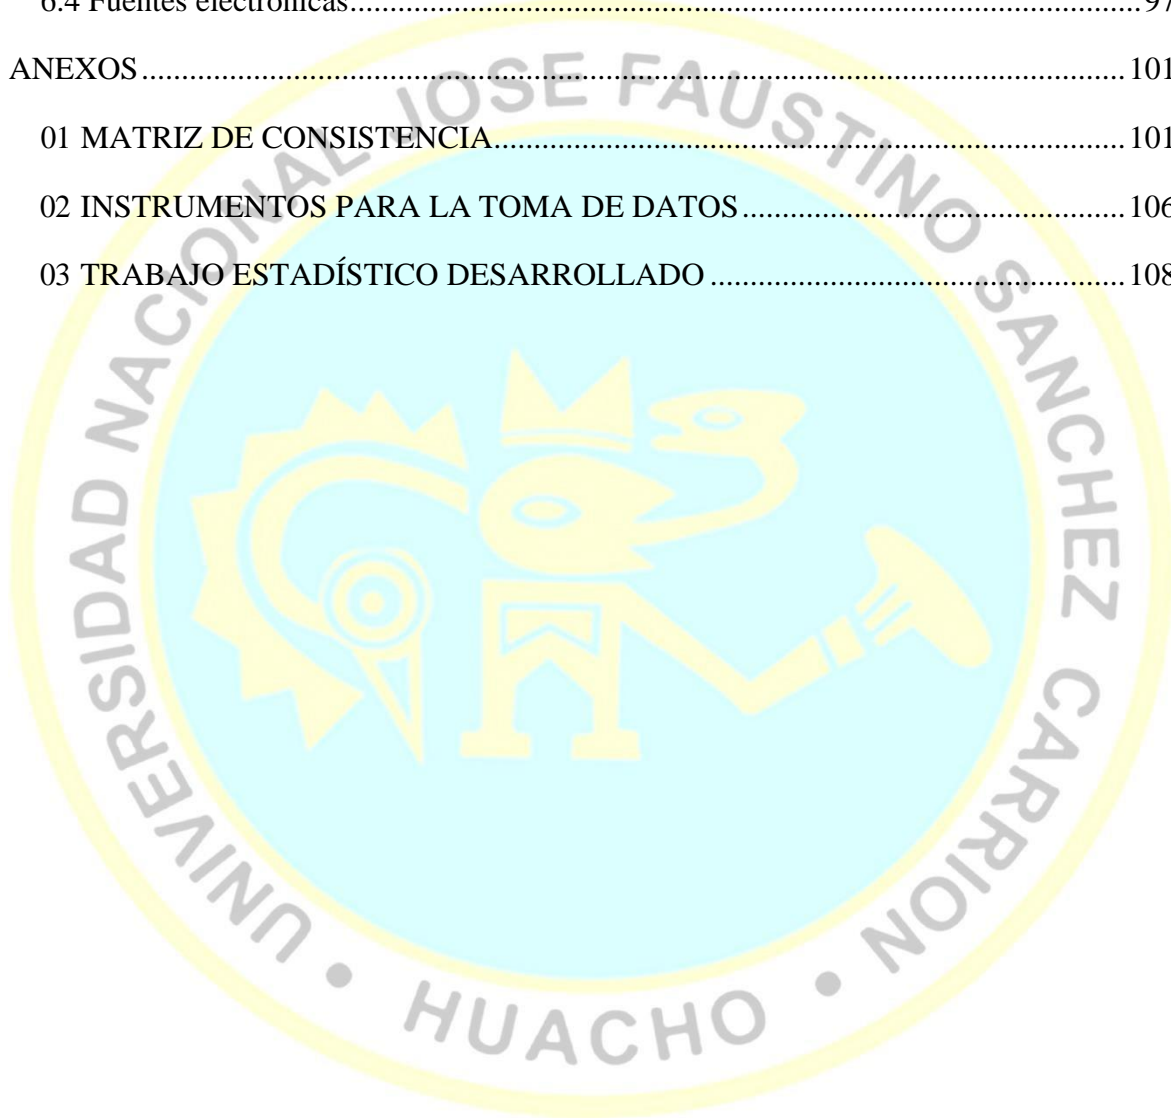 6.4 Fuentes electrónicas.......................................................................................................97
ANEXOS................................................................................................................................101
01 MATRIZ DE CONSISTENCIA..................................................................................101
02 INSTRUMENTOS PARA LA TOMA DE DATOS..................................................106
03 TRABAJO ESTADÍSTICO DESARROLLADO......................................................108
UNIVERSIDAD NACIONAL JOSE FAUSTINO SANCHEZ CARRION • HUACHO •